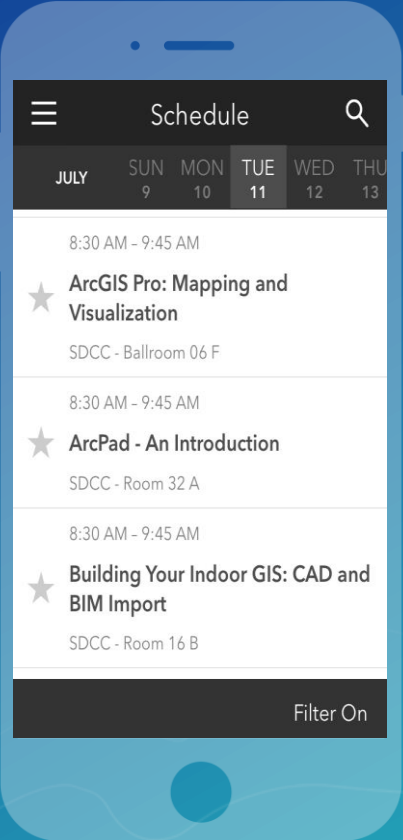 Schedule
JULY
SUN MON TUE WED THU
9 10 11 12 13
8:30 AM – 9:45 AM
ArcGIS Pro: Mapping and
Visualization
SDCC - Ballroom 06 F
8:30 AM – 9:45 AM
ArcPad - An Introduction
SDCC - Room 32 A
8:30 AM – 9:45 AM
Building Your Indoor GIS: CAD and
BIM Import
SDCC - Room 16 B
Filter On